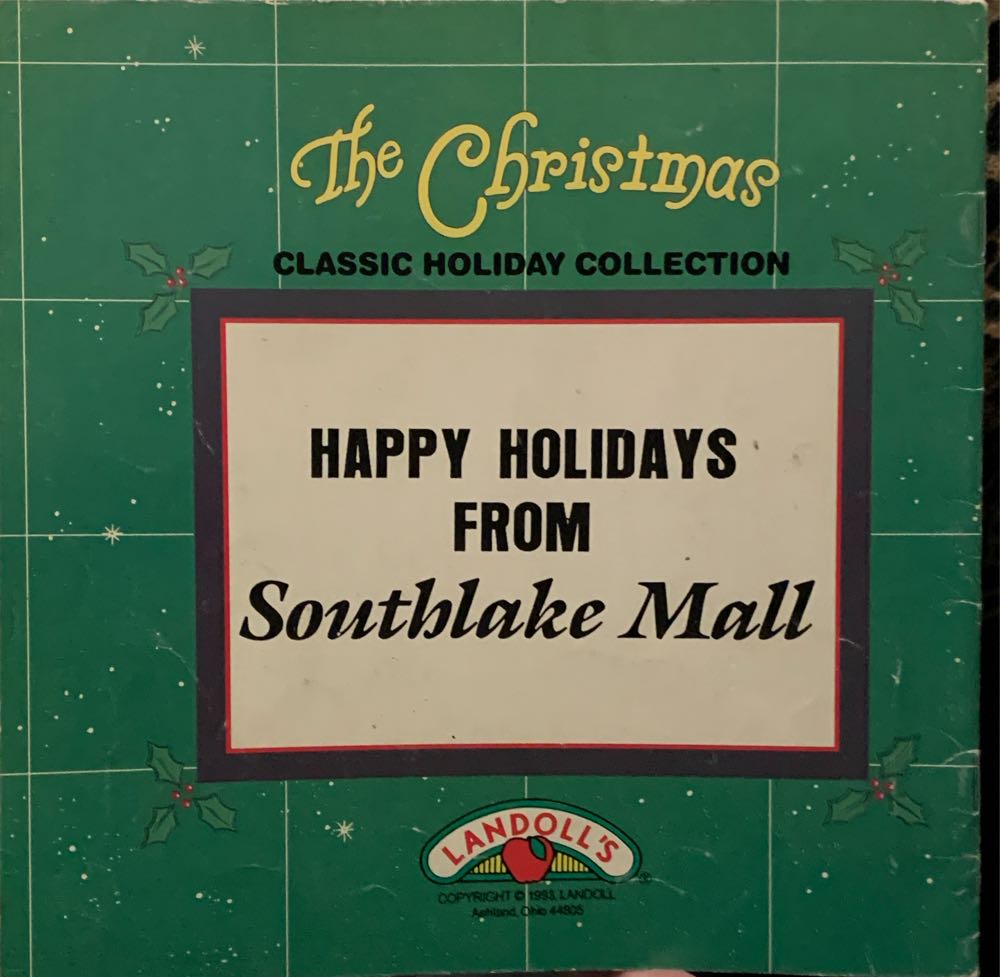 The Christmas
CLASSIC HOLIDAY COLLECTION
HAPPY HOLIDAYS
FROM
Southlake Mall
LANDOLL'S
®
COPYRIGHT © 1993, LANDOLL
Ashland, Ohio 44805